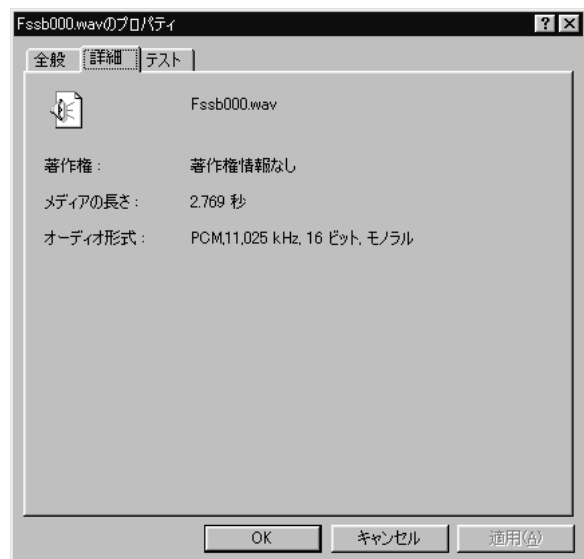 Fssb000.wavのプロパティ
全般 詳細 テスト
Fssb000.wav
著作権： 著作権情報なし
メディアの長さ： 2.769 秒
オーディオ形式： PCM,11,025 kHz, 16 ビット, モノラル
OK キャンセル 適用(A)